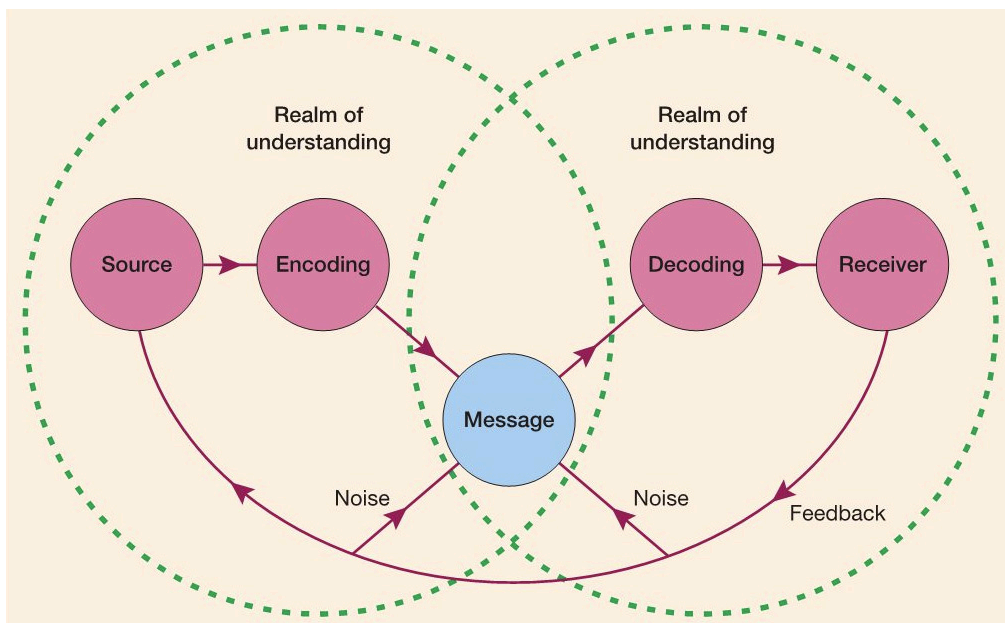 Realm of
understanding
Realm of
understanding
Source
Encoding
Decoding
Receiver
Message
Noise
Noise
Feedback